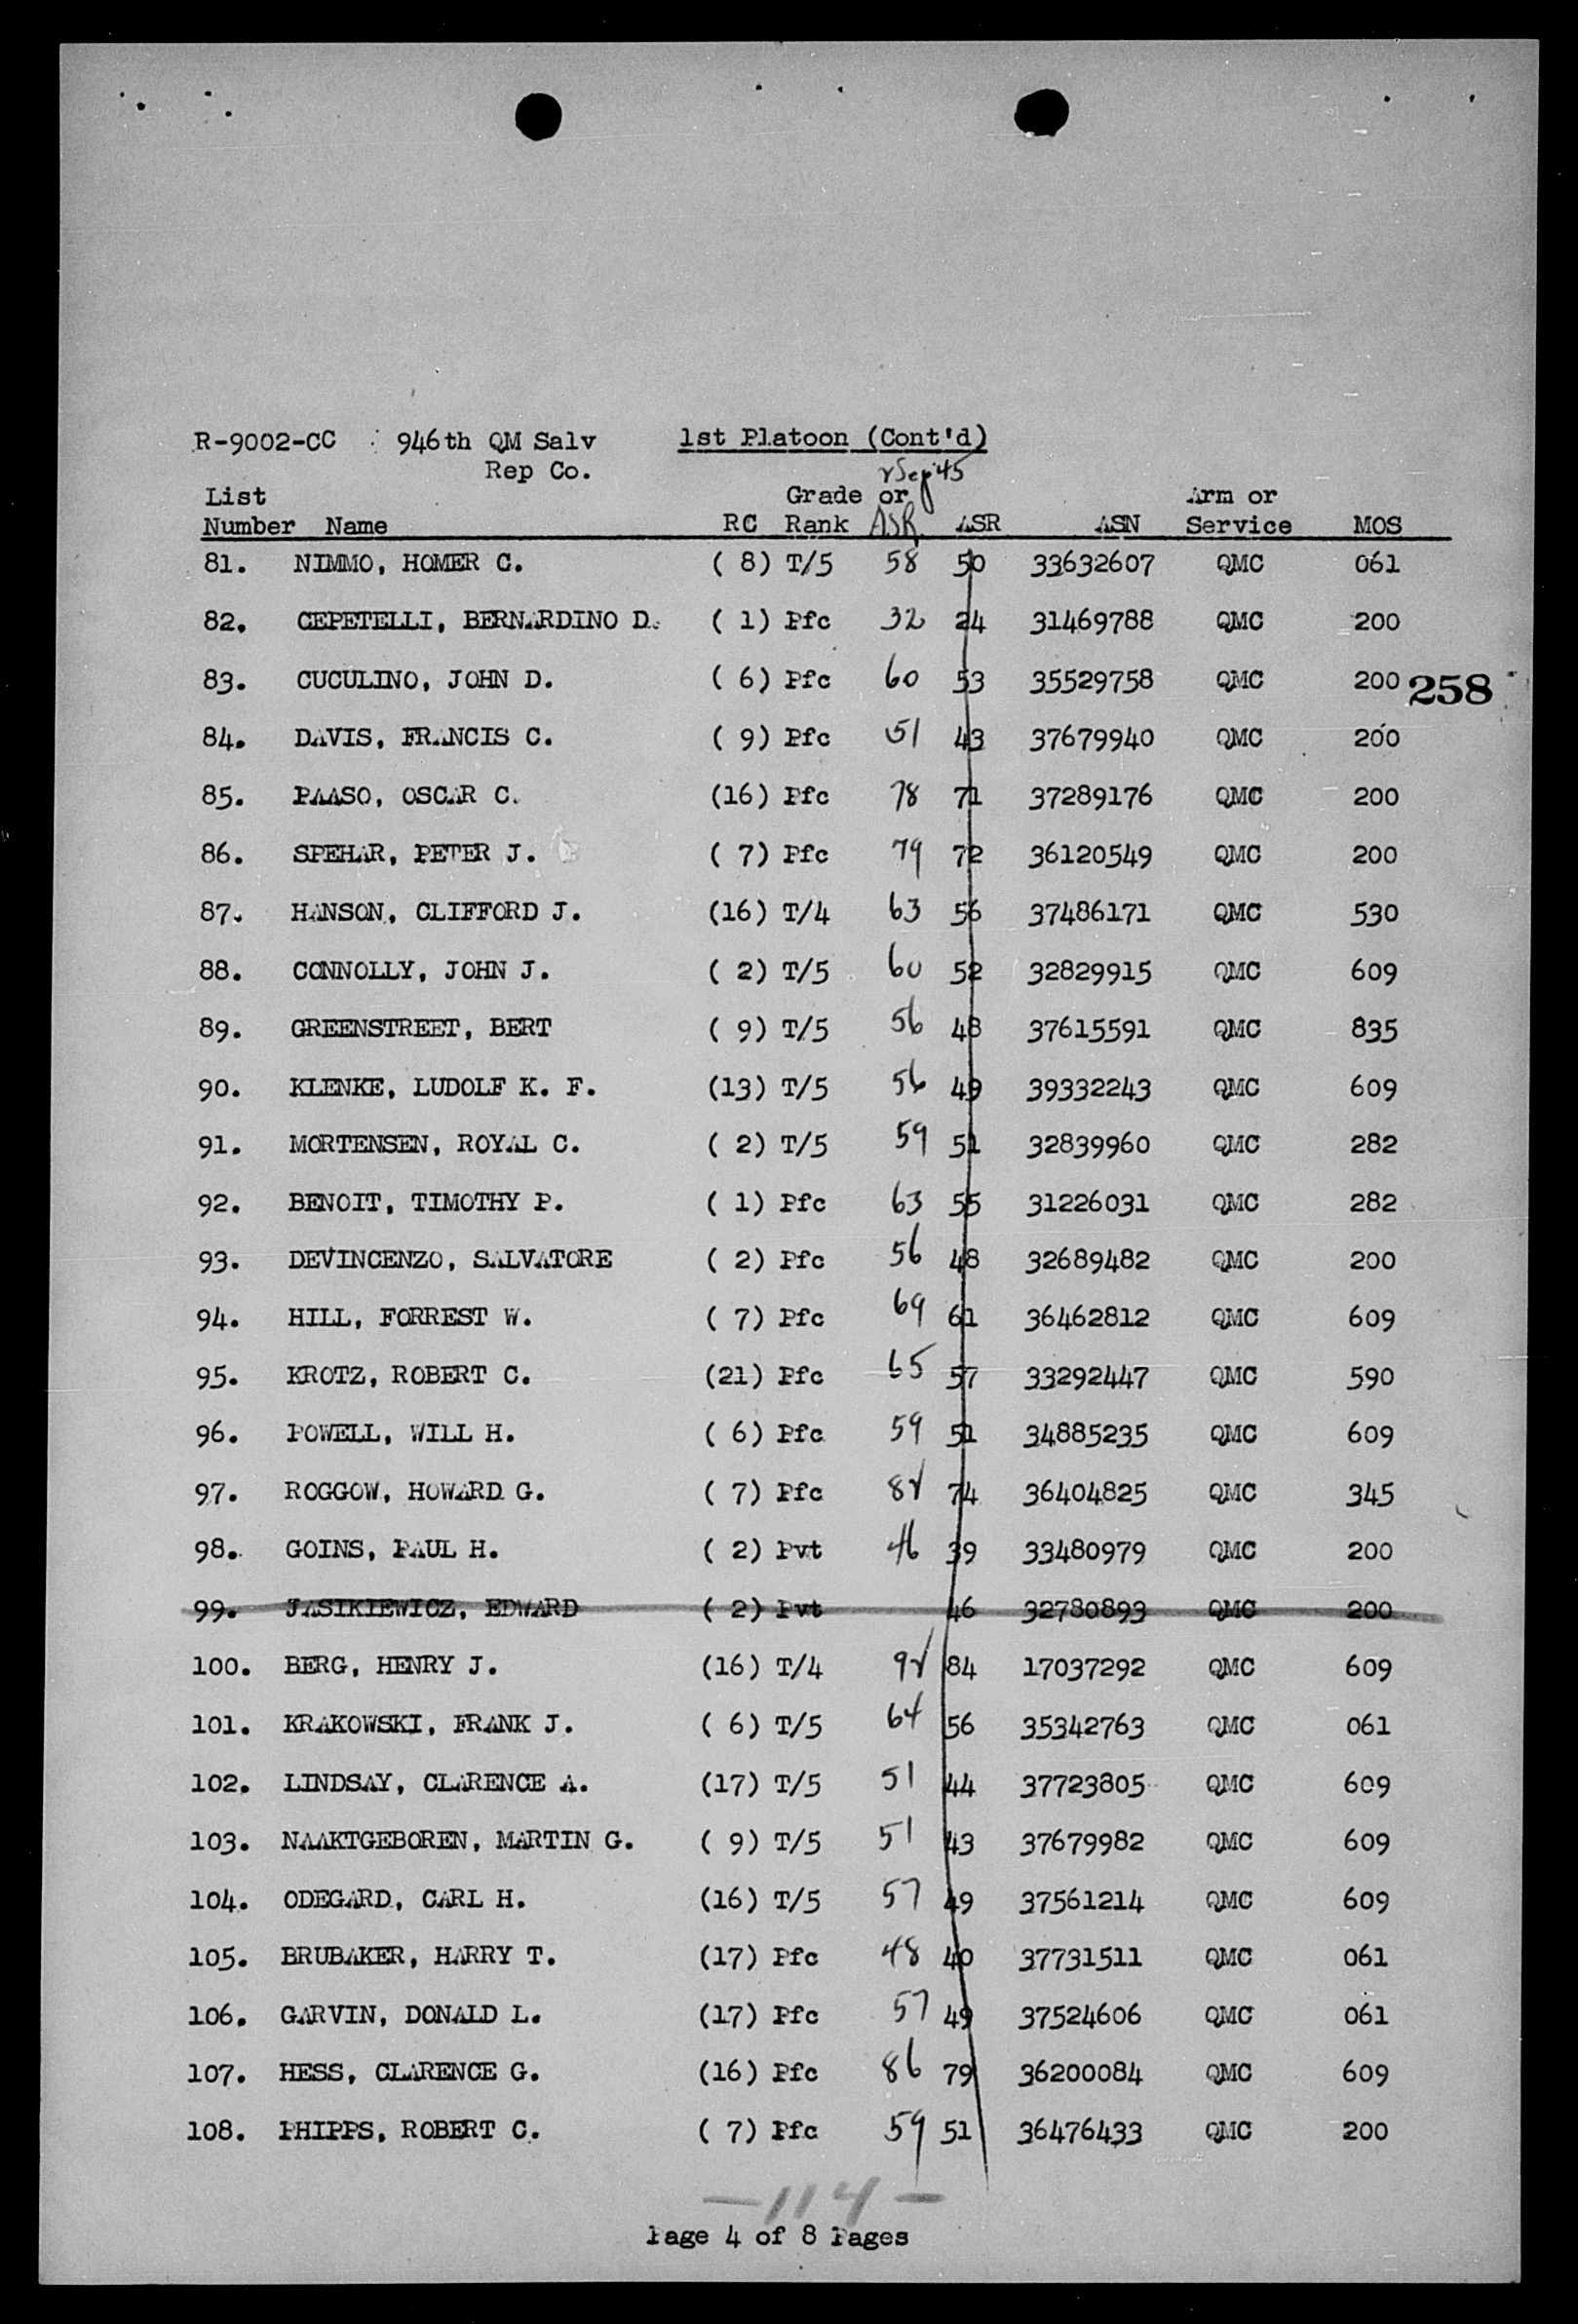 R-9002-CC 946th QM Salv 1st Platoon (Cont'd)
Rep Co. 2 Sep 45
List Grade or Arm or
Number Name RC Rank ASR ASR ASN Service MOS
81. NIMMO, HOMER C. ( 8) T/5 58 50 33632607 QMC 061
82. CEPETELLI, BERNARDINO D. ( 1) Pfc 32 24 31469788 QMC 200
83. CUCULINO, JOHN D. ( 6) Pfc 60 53 35529758 QMC 200 258
84. DAVIS, FRANCIS C. ( 9) Pfc 51 43 37679940 QMC 200
85. PAASO, OSCAR C. (16) Pfc 78 71 37289176 QMC 200
86. SPEHAR, PETER J. ( 7) Pfc 79 72 36120549 QMC 200
87. HANSON, CLIFFORD J. (16) T/4 63 56 37486171 QMC 530
88. CONNOLLY, JOHN J. ( 2) T/5 60 52 32829915 QMC 609
89. GREENSTREET, BERT ( 9) T/5 56 48 37615591 QMC 835
90. KLENKE, LUDOLF K. F. (13) T/5 56 49 39332243 QMC 609
91. MORTENSEN, ROYAL C. ( 2) T/5 59 51 32839960 QMC 282
92. BENOIT, TIMOTHY P. ( 1) Pfc 63 55 31226031 QMC 282
93. DEVINCENZO, SALVATORE ( 2) Pfc 56 48 32689482 QMC 200
94. HILL, FORREST W. ( 7) Pfc 69 61 36462812 QMC 609
95. KROTZ, ROBERT C. (21) Pfc 65 57 33292447 QMC 590
96. POWELL, WILL H. ( 6) Pfc 59 51 34885235 QMC 609
97. ROGGOW, HOWARD G. ( 7) Pfc 82 74 36404825 QMC 345
98. GOINS, PAUL H. ( 2) Pvt 46 39 33480979 QMC 200
99. JASIKIEWICZ, EDWARD ( 2) Pvt 46 32780893 QMC 200
100. BERG, HENRY J. (16) T/4 92 84 17037292 QMC 609
101. KRAKOWSKI, FRANK J. ( 6) T/5 64 56 35342763 QMC 061
102. LINDSAY, CLARENCE A. (17) T/5 51 44 37723805 QMC 609
103. NAAKTGEBOREN, MARTIN G. ( 9) T/5 51 43 37679982 QMC 609
104. ODEGARD, CARL H. (16) T/5 57 49 37561214 QMC 609
105. BRUBAKER, HARRY T. (17) Pfc 48 40 37731511 QMC 061
106. GARVIN, DONALD L. (17) Pfc 57 49 37524606 QMC 061
107. HESS, CLARENCE G. (16) Pfc 86 79 36200084 QMC 609
108. PHIPPS, ROBERT C. ( 7) Pfc 59 51 36476433 QMC 200
-114-
Page 4 of 8 Pages